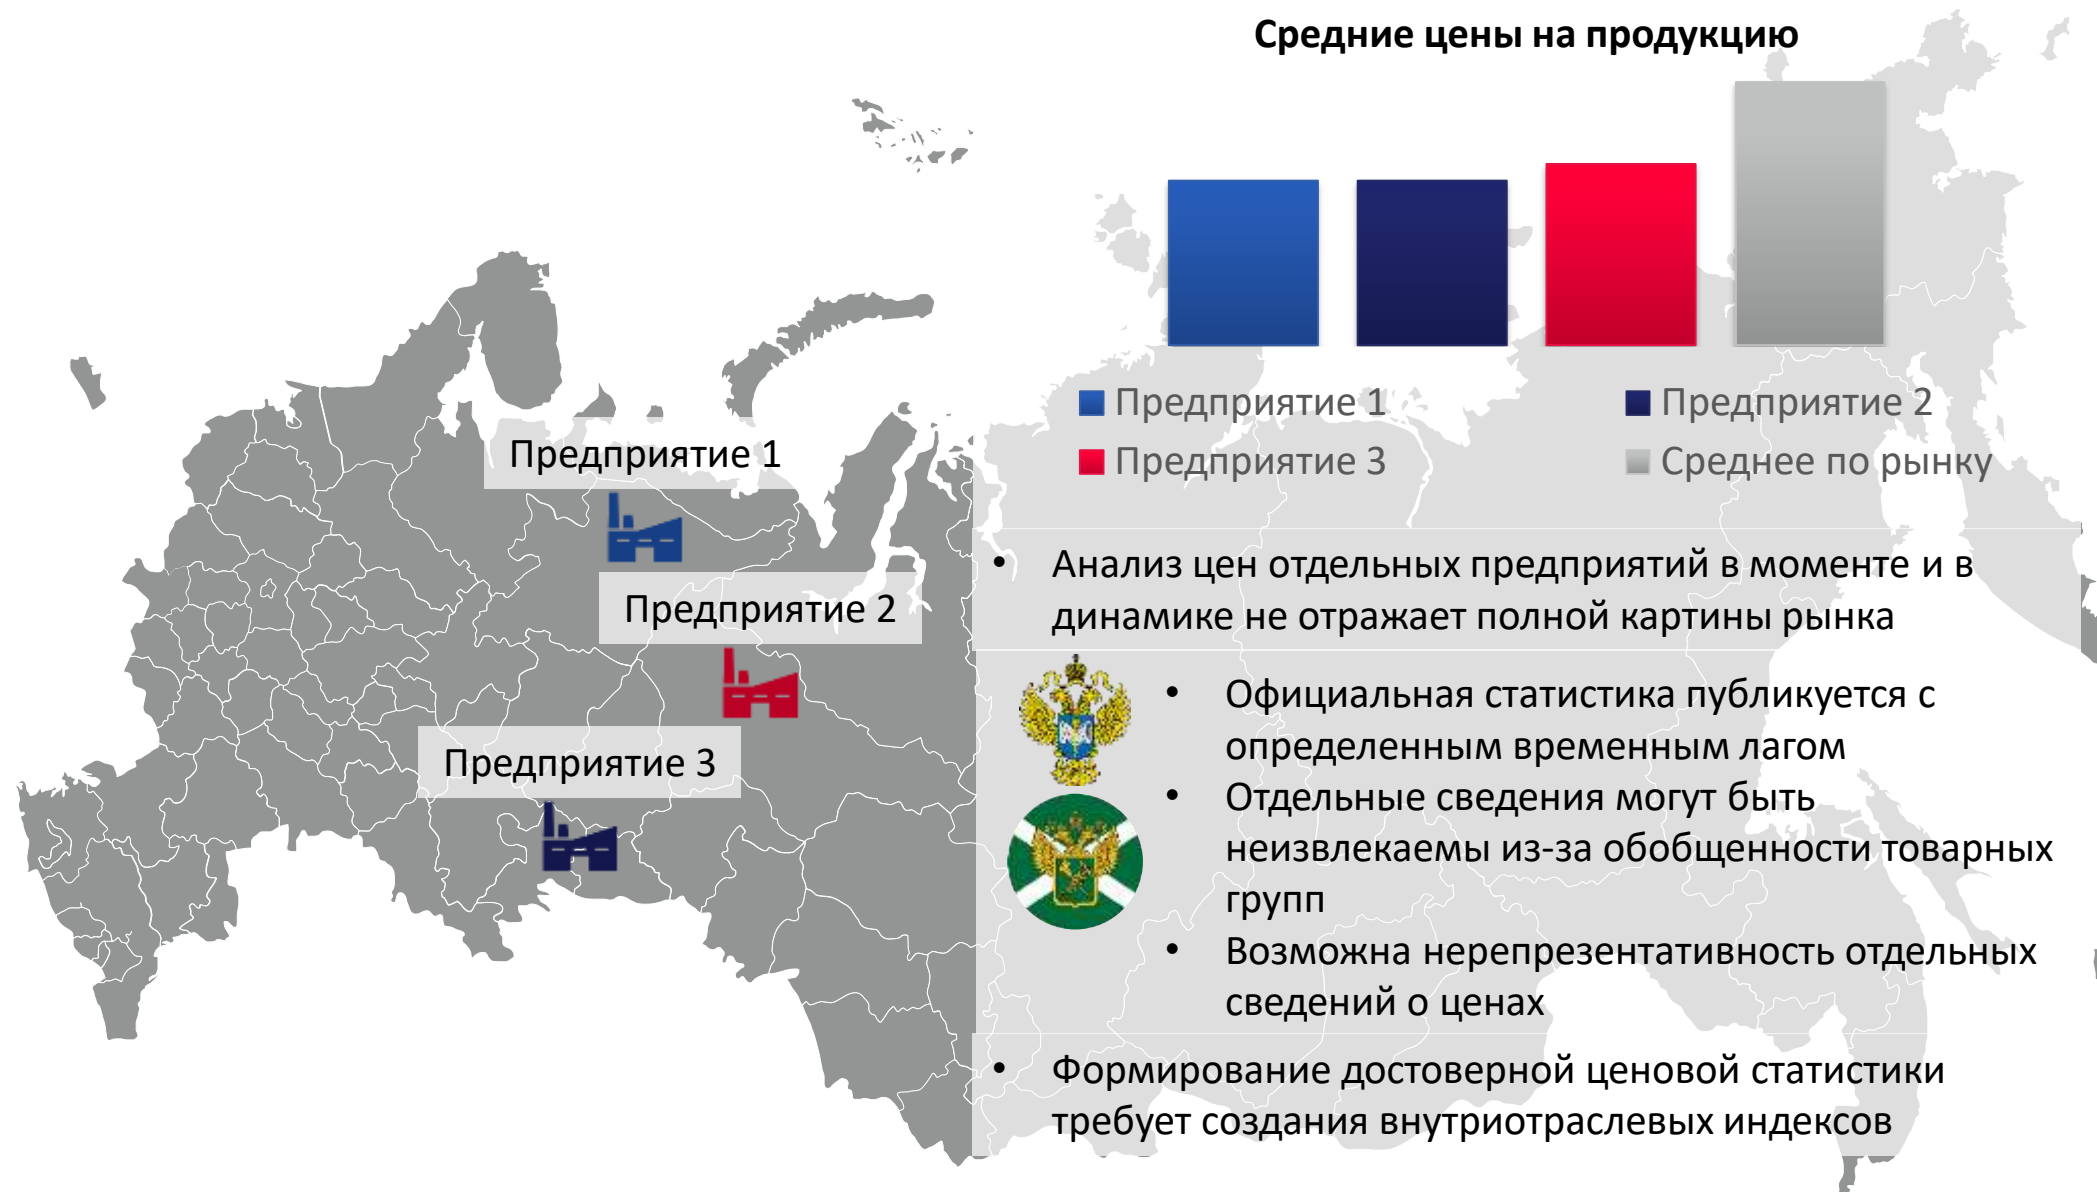 Средние цены на продукцию
Предприятие 1
Предприятие 2
Предприятие 3
Среднее по рынку
Предприятие 1
Предприятие 2
Предприятие 3
• Анализ цен отдельных предприятий в моменте и в
динамике не отражает полной картины рынка
• Официальная статистика публикуется с
определенным временным лагом
• Отдельные сведения могут быть
неизвлекаемы из-за обобщенности товарных
групп
• Возможна нерепрезентативность отдельных
сведений о ценах
• Формирование достоверной ценовой статистики
требует создания внутриотраслевых индексов